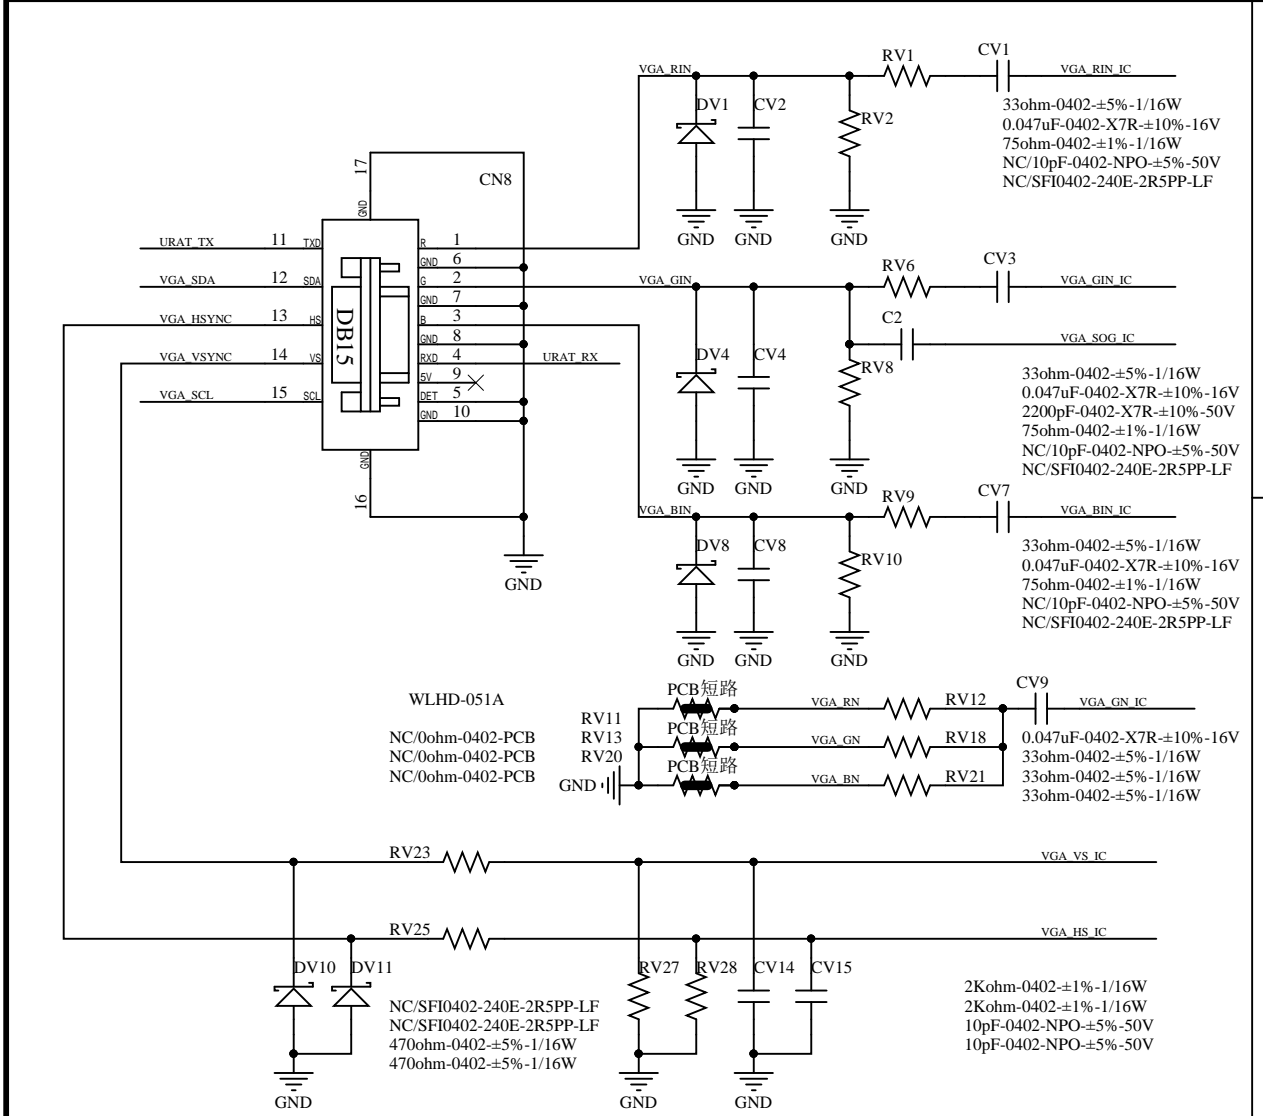 RV1
CV1
VGA_RIN
VGA_RIN_IC
DV1
CV2
RV2
33ohm-0402-±5%-1/16W
0.047uF-0402-X7R-±10%-16V
75ohm-0402-±1%-1/16W
NC/10pF-0402-NPO-±5%-50V
NC/SFI0402-240E-2R5PP-LF
GND
GND
GND
17
GND
CN8
URAT_TX
11
TXD
R
1
GND
6
VGA_SDA
12
SDA
G
2
GND
7
VGA_HSYNC
13
HS
B
3
GND
8
VGA_VSYNC
14
VS
RXD
4
URAT_RX
5V
9
VGA_SCL
15
SCL
DET
5
GND
10
DB15
GND
16
GND
VGA_GIN
RV6
CV3
VGA_GIN_IC
C2
VGA_SOG_IC
DV4
CV4
RV8
33ohm-0402-±5%-1/16W
0.047uF-0402-X7R-±10%-16V
2200pF-0402-X7R-±10%-50V
75ohm-0402-±1%-1/16W
NC/10pF-0402-NPO-±5%-50V
NC/SFI0402-240E-2R5PP-LF
GND
GND
GND
VGA_BIN
RV9
CV7
VGA_BIN_IC
DV8
CV8
RV10
33ohm-0402-±5%-1/16W
0.047uF-0402-X7R-±10%-16V
75ohm-0402-±1%-1/16W
NC/10pF-0402-NPO-±5%-50V
NC/SFI0402-240E-2R5PP-LF
GND
GND
GND
WLHD-051A
NC/0ohm-0402-PCB
NC/0ohm-0402-PCB
NC/0ohm-0402-PCB
RV11
RV13
RV20
GND
PCB短路
PCB短路
PCB短路
VGA_RN
VGA_GN
VGA_BN
RV12
RV18
RV21
CV9
VGA_GN_IC
0.047uF-0402-X7R-±10%-16V
33ohm-0402-±5%-1/16W
33ohm-0402-±5%-1/16W
33ohm-0402-±5%-1/16W
RV23
VGA_VS_IC
RV25
VGA_HS_IC
DV10
DV11
RV27
RV28
CV14
CV15
NC/SFI0402-240E-2R5PP-LF
NC/SFI0402-240E-2R5PP-LF
470ohm-0402-±5%-1/16W
470ohm-0402-±5%-1/16W
2Kohm-0402-±1%-1/16W
2Kohm-0402-±1%-1/16W
10pF-0402-NPO-±5%-50V
10pF-0402-NPO-±5%-50V
GND
GND
GND